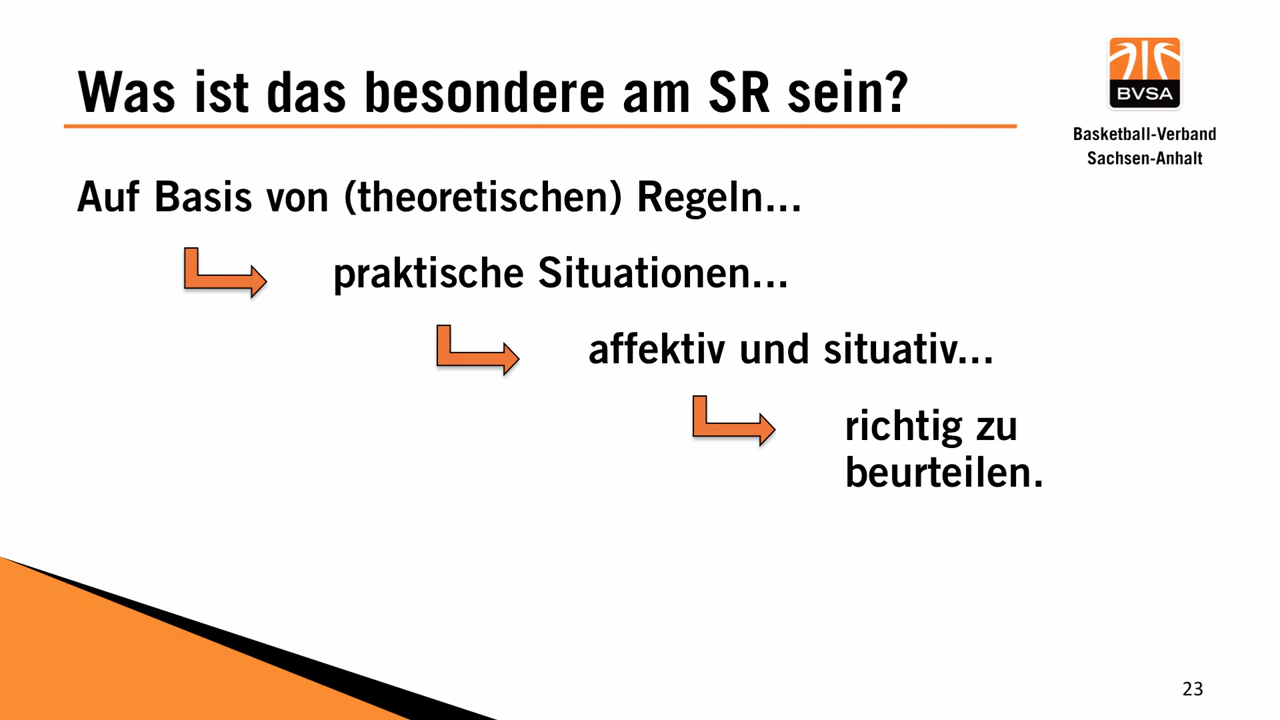 Was ist das besondere am SR sein?
BVSA
Basketball-Verband
Sachsen-Anhalt
Auf Basis von (theoretischen) Regeln...
praktische Situationen...
affektiv und situativ...
richtig zu
beurteilen.
23